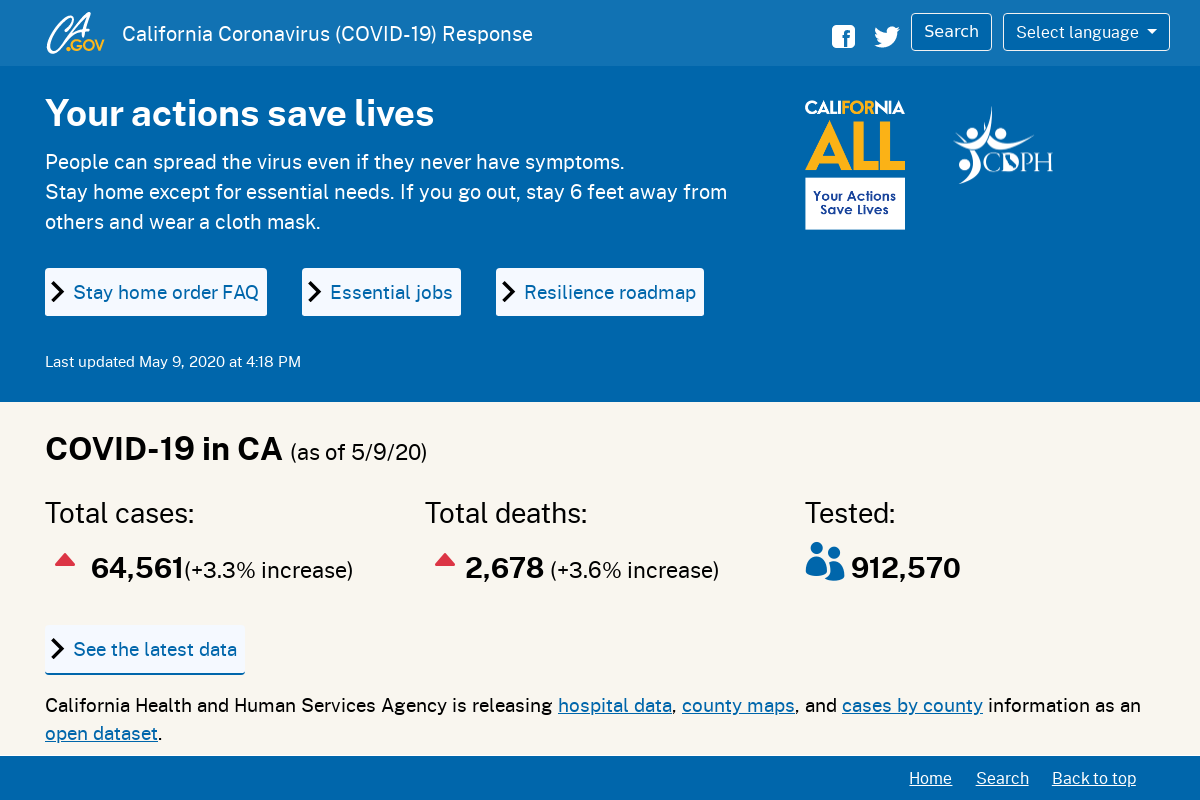 CA.GOV
California Coronavirus (COVID-19) Response
Search
Select language
Your actions save lives
People can spread the virus even if they never have symptoms.
Stay home except for essential needs. If you go out, stay 6 feet away from
others and wear a cloth mask.
CALIFORNIA
ALL
Your Actions
Save Lives
CDPH
Stay home order FAQ
Essential jobs
Resilience roadmap
Last updated May 9, 2020 at 4:18 PM
COVID-19 in CA (as of 5/9/20)
Total cases:
64,561(+3.3% increase)
Total deaths:
2,678 (+3.6% increase)
Tested:
912,570
See the latest data
California Health and Human Services Agency is releasing hospital data, county maps, and cases by county information as an
open dataset.
Home
Search
Back to top